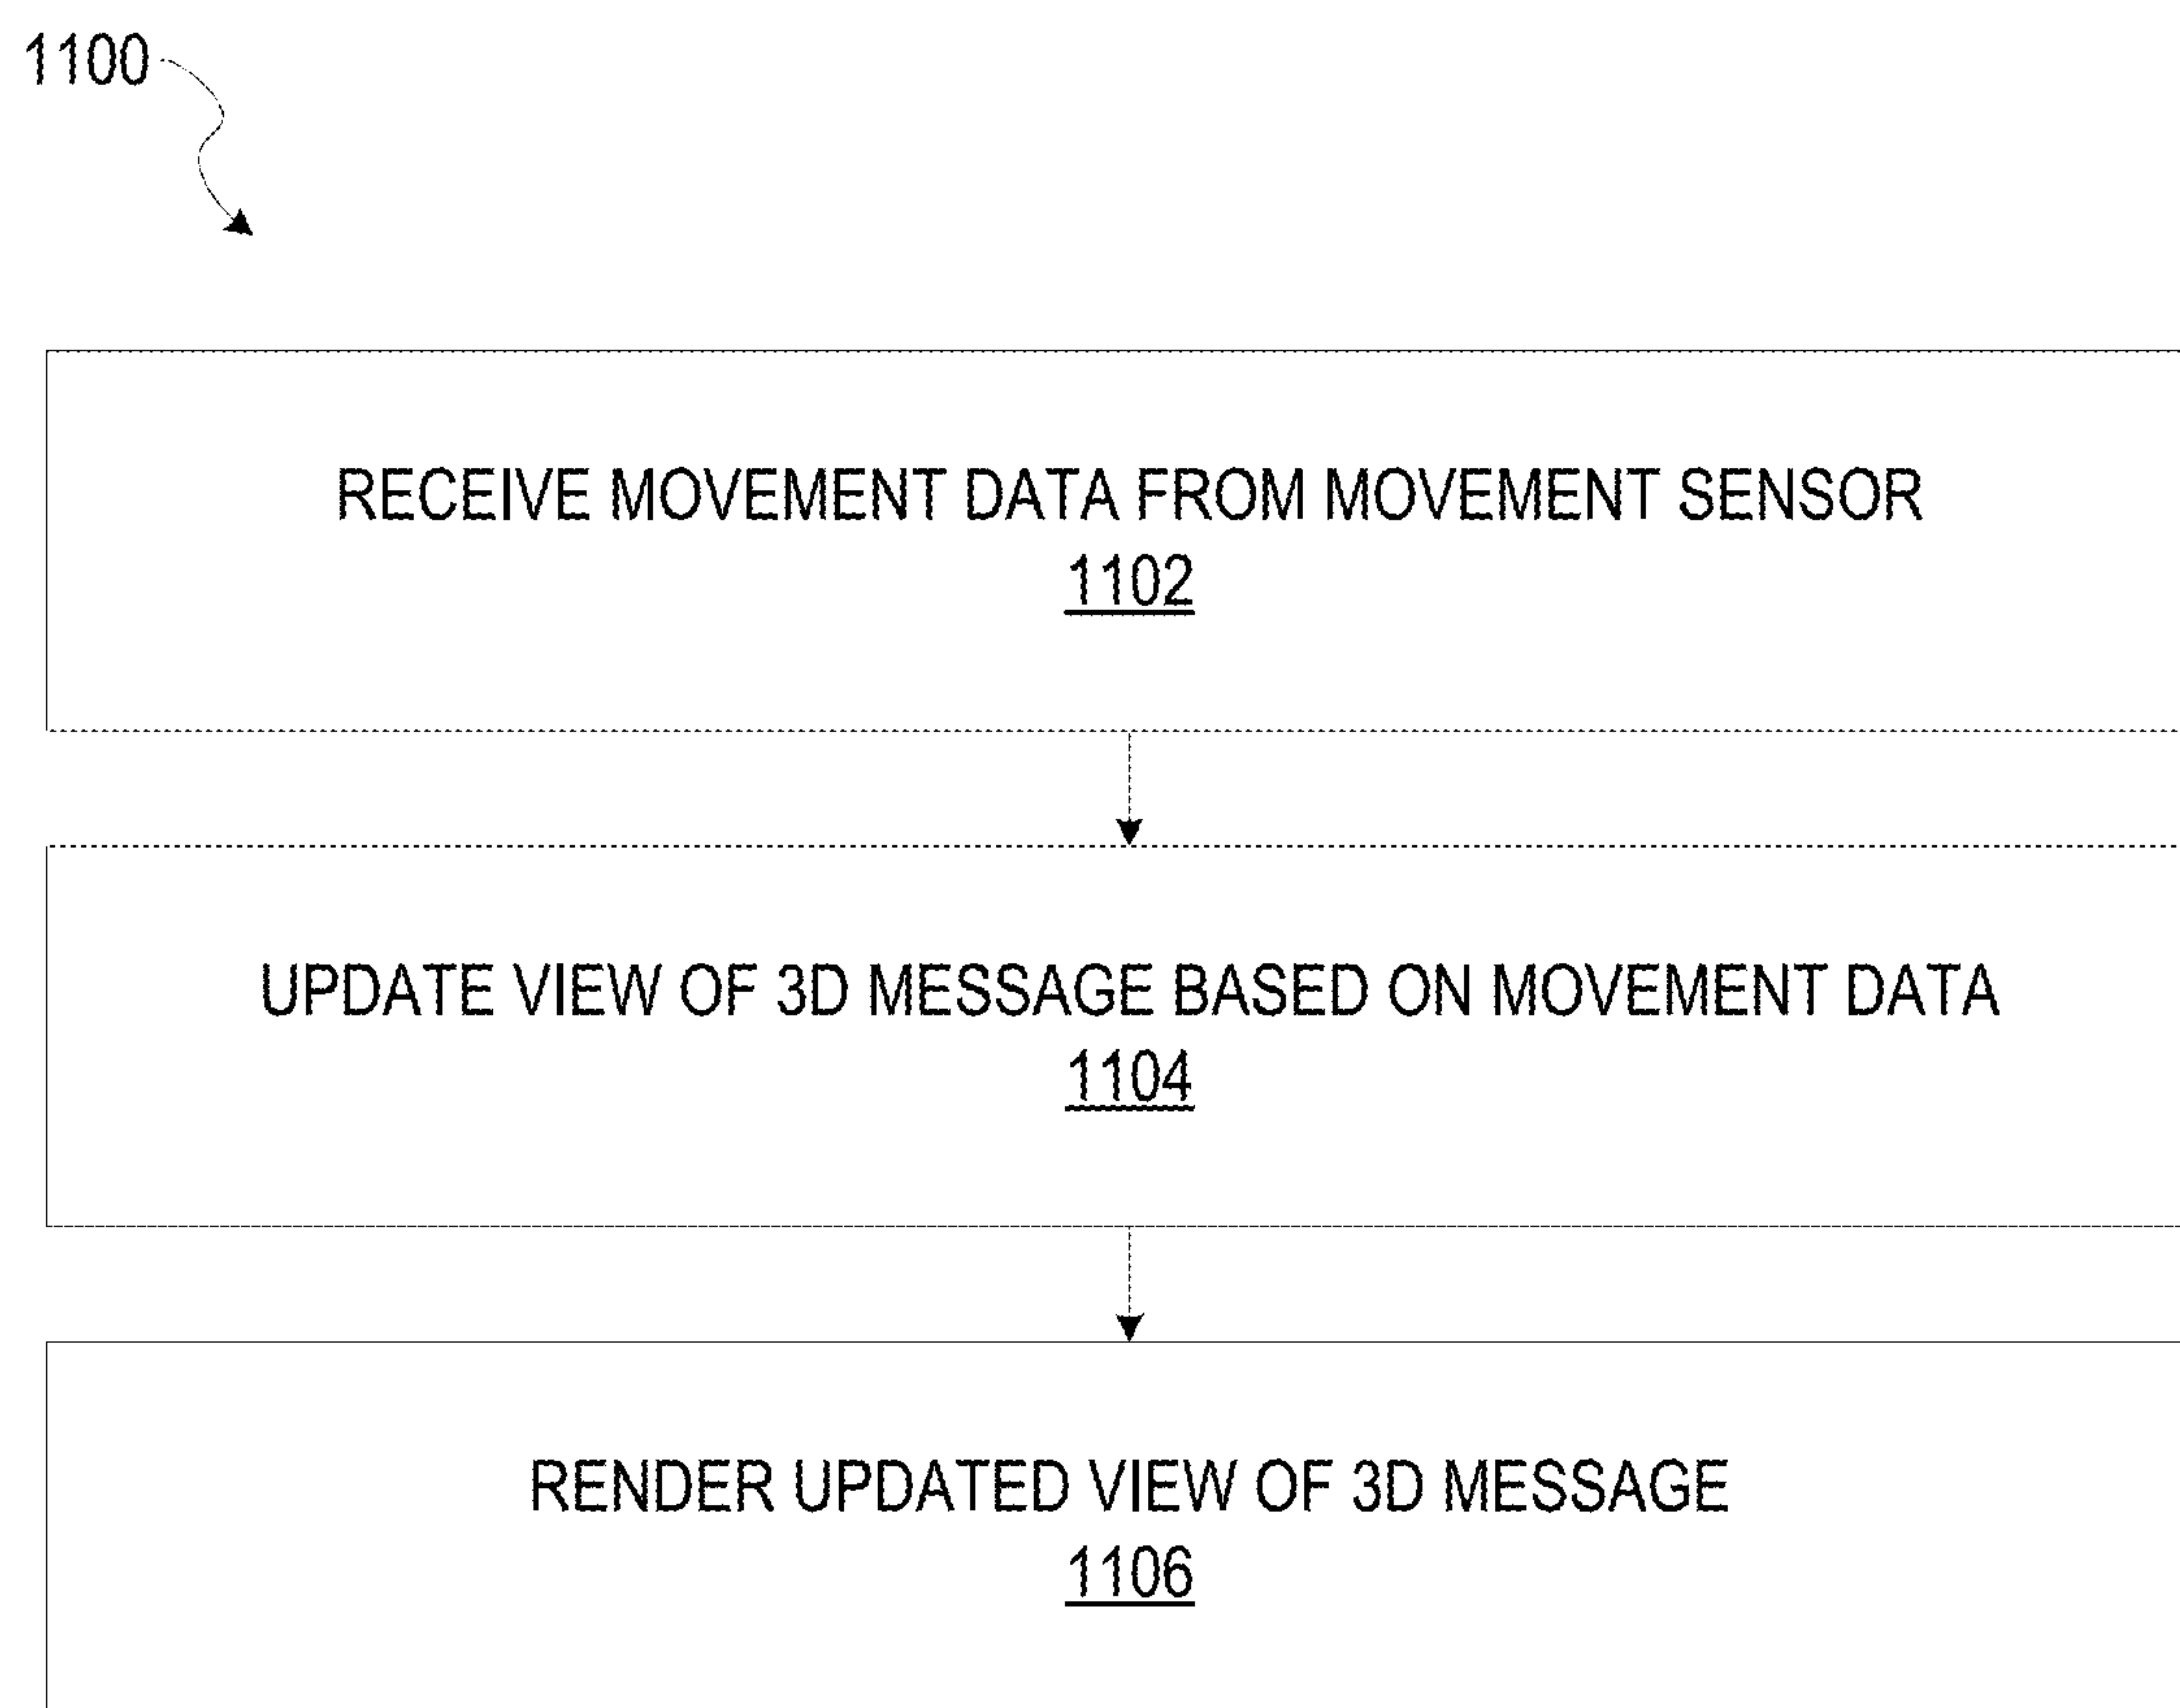 1100
RECEIVE MOVEMENT DATA FROM MOVEMENT SENSOR
1102
UPDATE VIEW OF 3D MESSAGE BASED ON MOVEMENT DATA
1104
RENDER UPDATED VIEW OF 3D MESSAGE
1106